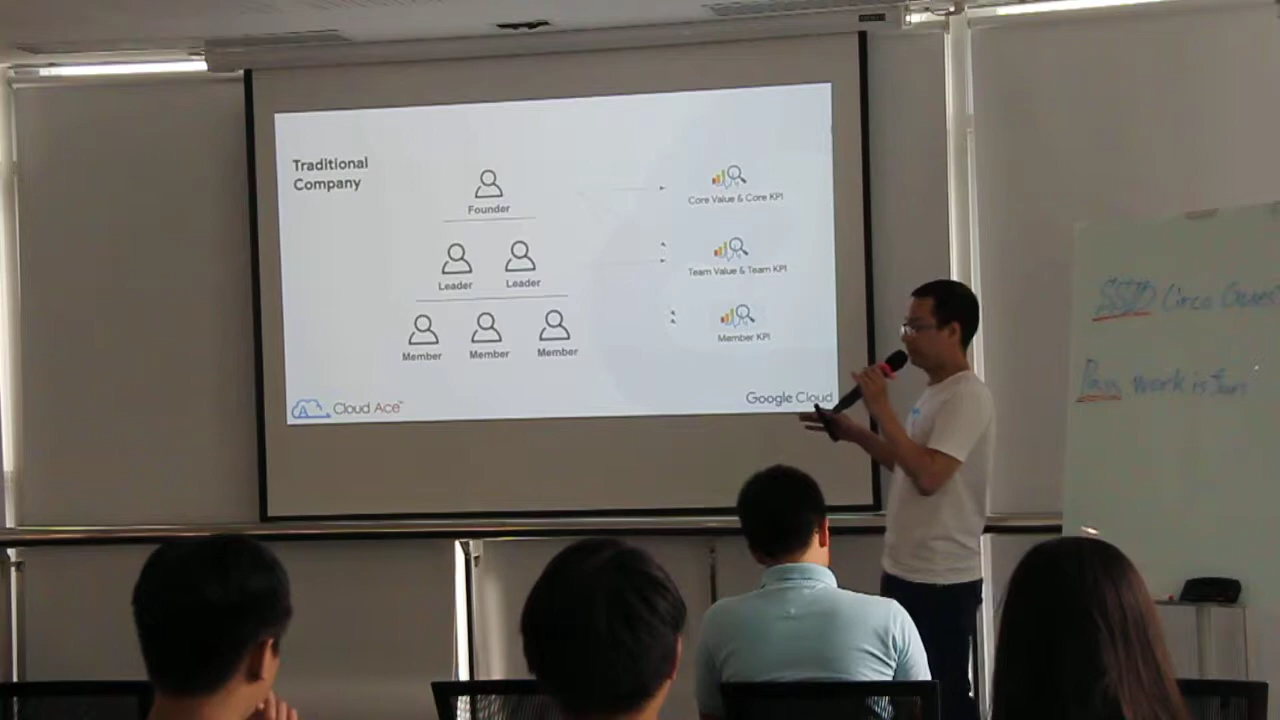 Traditional
Company
Founder
Core Value & Core KPI
Leader
Leader
Team Value & Team KPI
Member
Member
Member
Member KPI
Cloud Ace
Google Cloud
work is